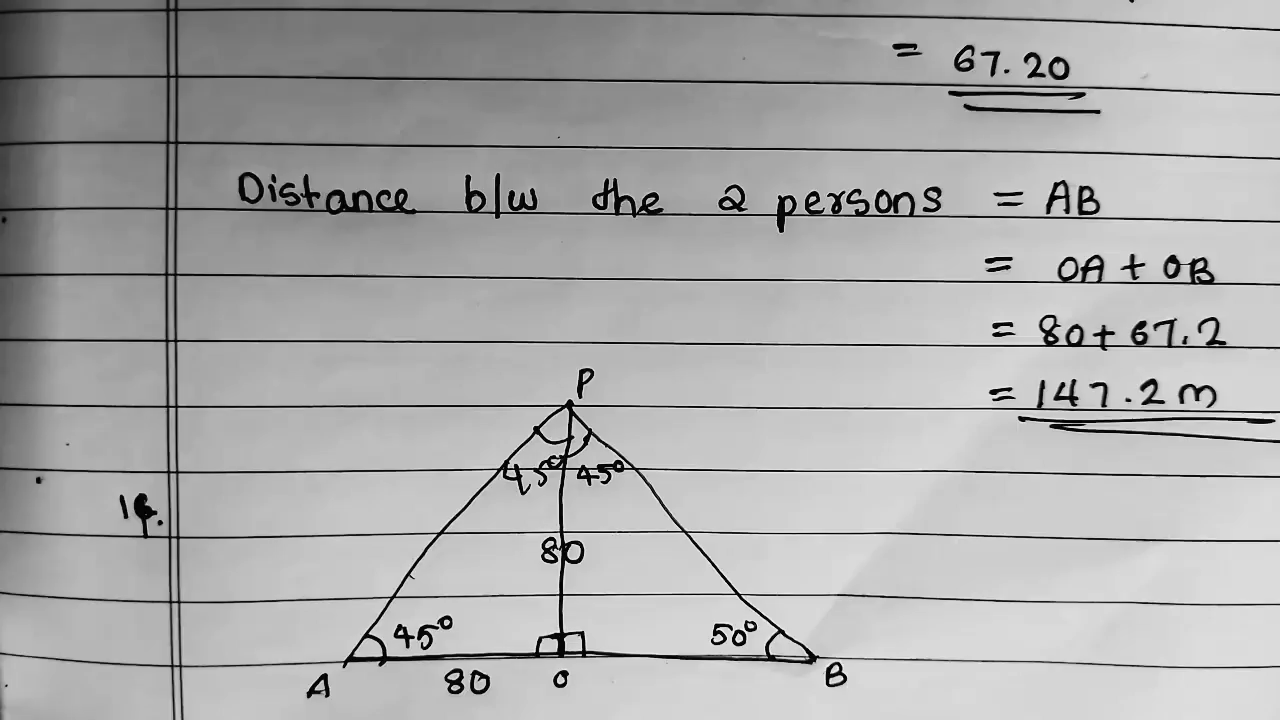 = 67.20
Distance b/w the 2 persons = AB
= OA + OB
= 80 + 67.2
= 147.2 m
P
45° 45°
80
45° 50°
A 80 O B